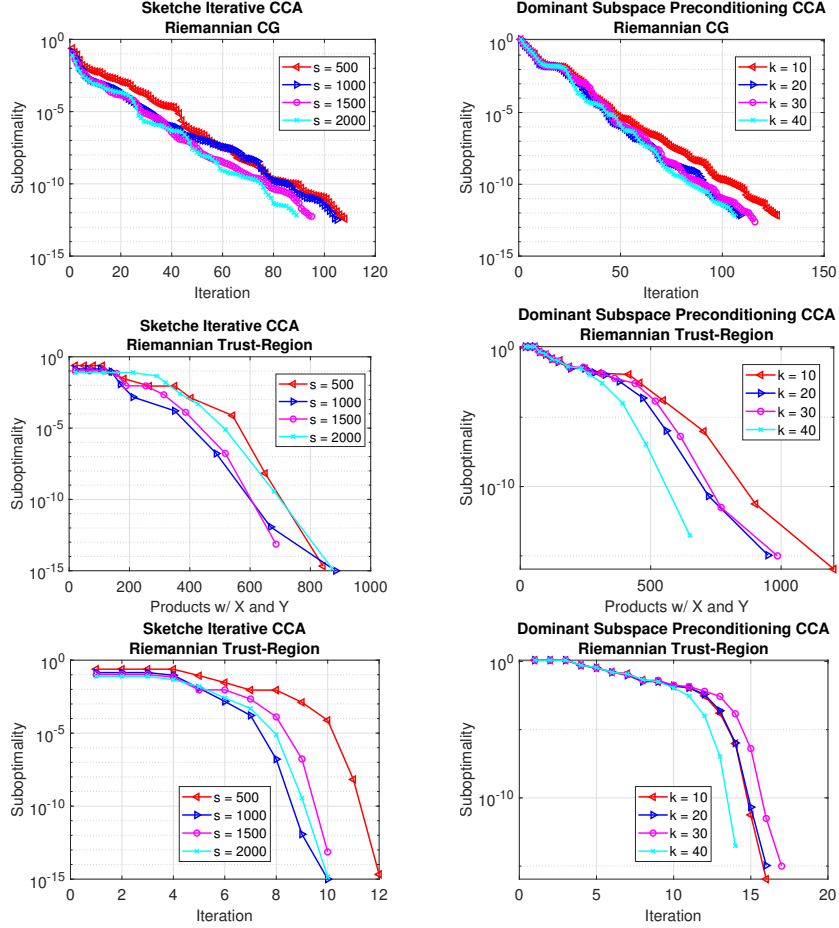 Sketche Iterative CCA
Riemannian CG
10^0
10^-5
10^-10
10^-15
Suboptimality
0 20 40 60 80 100 120
Iteration
s = 500
s = 1000
s = 1500
s = 2000
Dominant Subspace Preconditioning CCA
Riemannian CG
10^0
10^-5
10^-10
10^-15
Suboptimality
0 50 100 150
Iteration
k = 10
k = 20
k = 30
k = 40
Sketche Iterative CCA
Riemannian Trust-Region
10^0
10^-5
10^-10
10^-15
Suboptimality
0 200 400 600 800 1000
Products w/ X and Y
s = 500
s = 1000
s = 1500
s = 2000
Dominant Subspace Preconditioning CCA
Riemannian Trust-Region
10^0
10^-10
Suboptimality
0 500 1000
Products w/ X and Y
k = 10
k = 20
k = 30
k = 40
Sketche Iterative CCA
Riemannian Trust-Region
10^0
10^-5
10^-10
10^-15
Suboptimality
0 2 4 6 8 10 12
Iteration
s = 500
s = 1000
s = 1500
s = 2000
Dominant Subspace Preconditioning CCA
Riemannian Trust-Region
10^0
10^-10
Suboptimality
0 5 10 15 20
Iteration
k = 10
k = 20
k = 30
k = 40